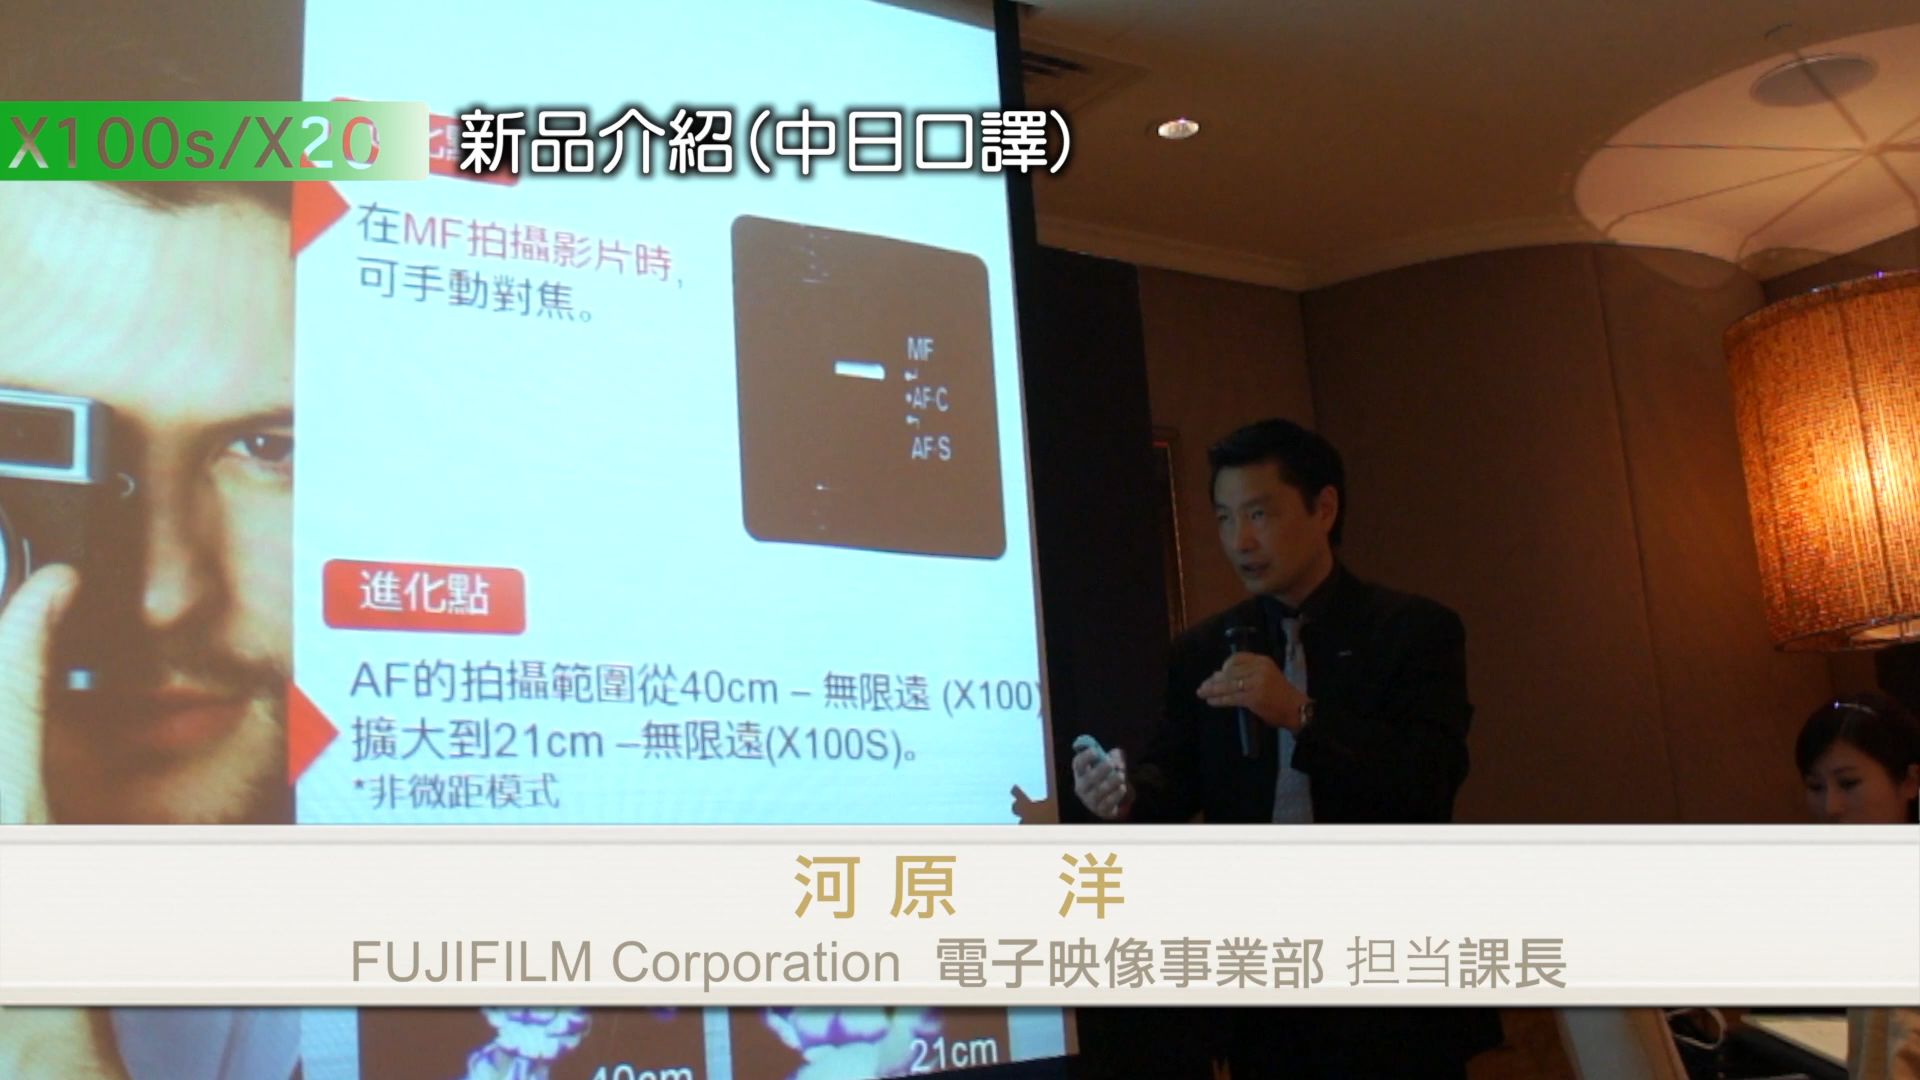 X100s/X20 新品介紹(中日口譯)
在MF拍攝影片時,
可手動對焦。
MF
AF-C
AF-S
進化點
AF的拍攝範圍從40cm – 無限遠 (X100)
擴大到21cm –無限遠(X100S)。
*非微距模式
河原 洋
FUJIFILM Corporation 電子映像事業部 担当課長
40cm
21cm